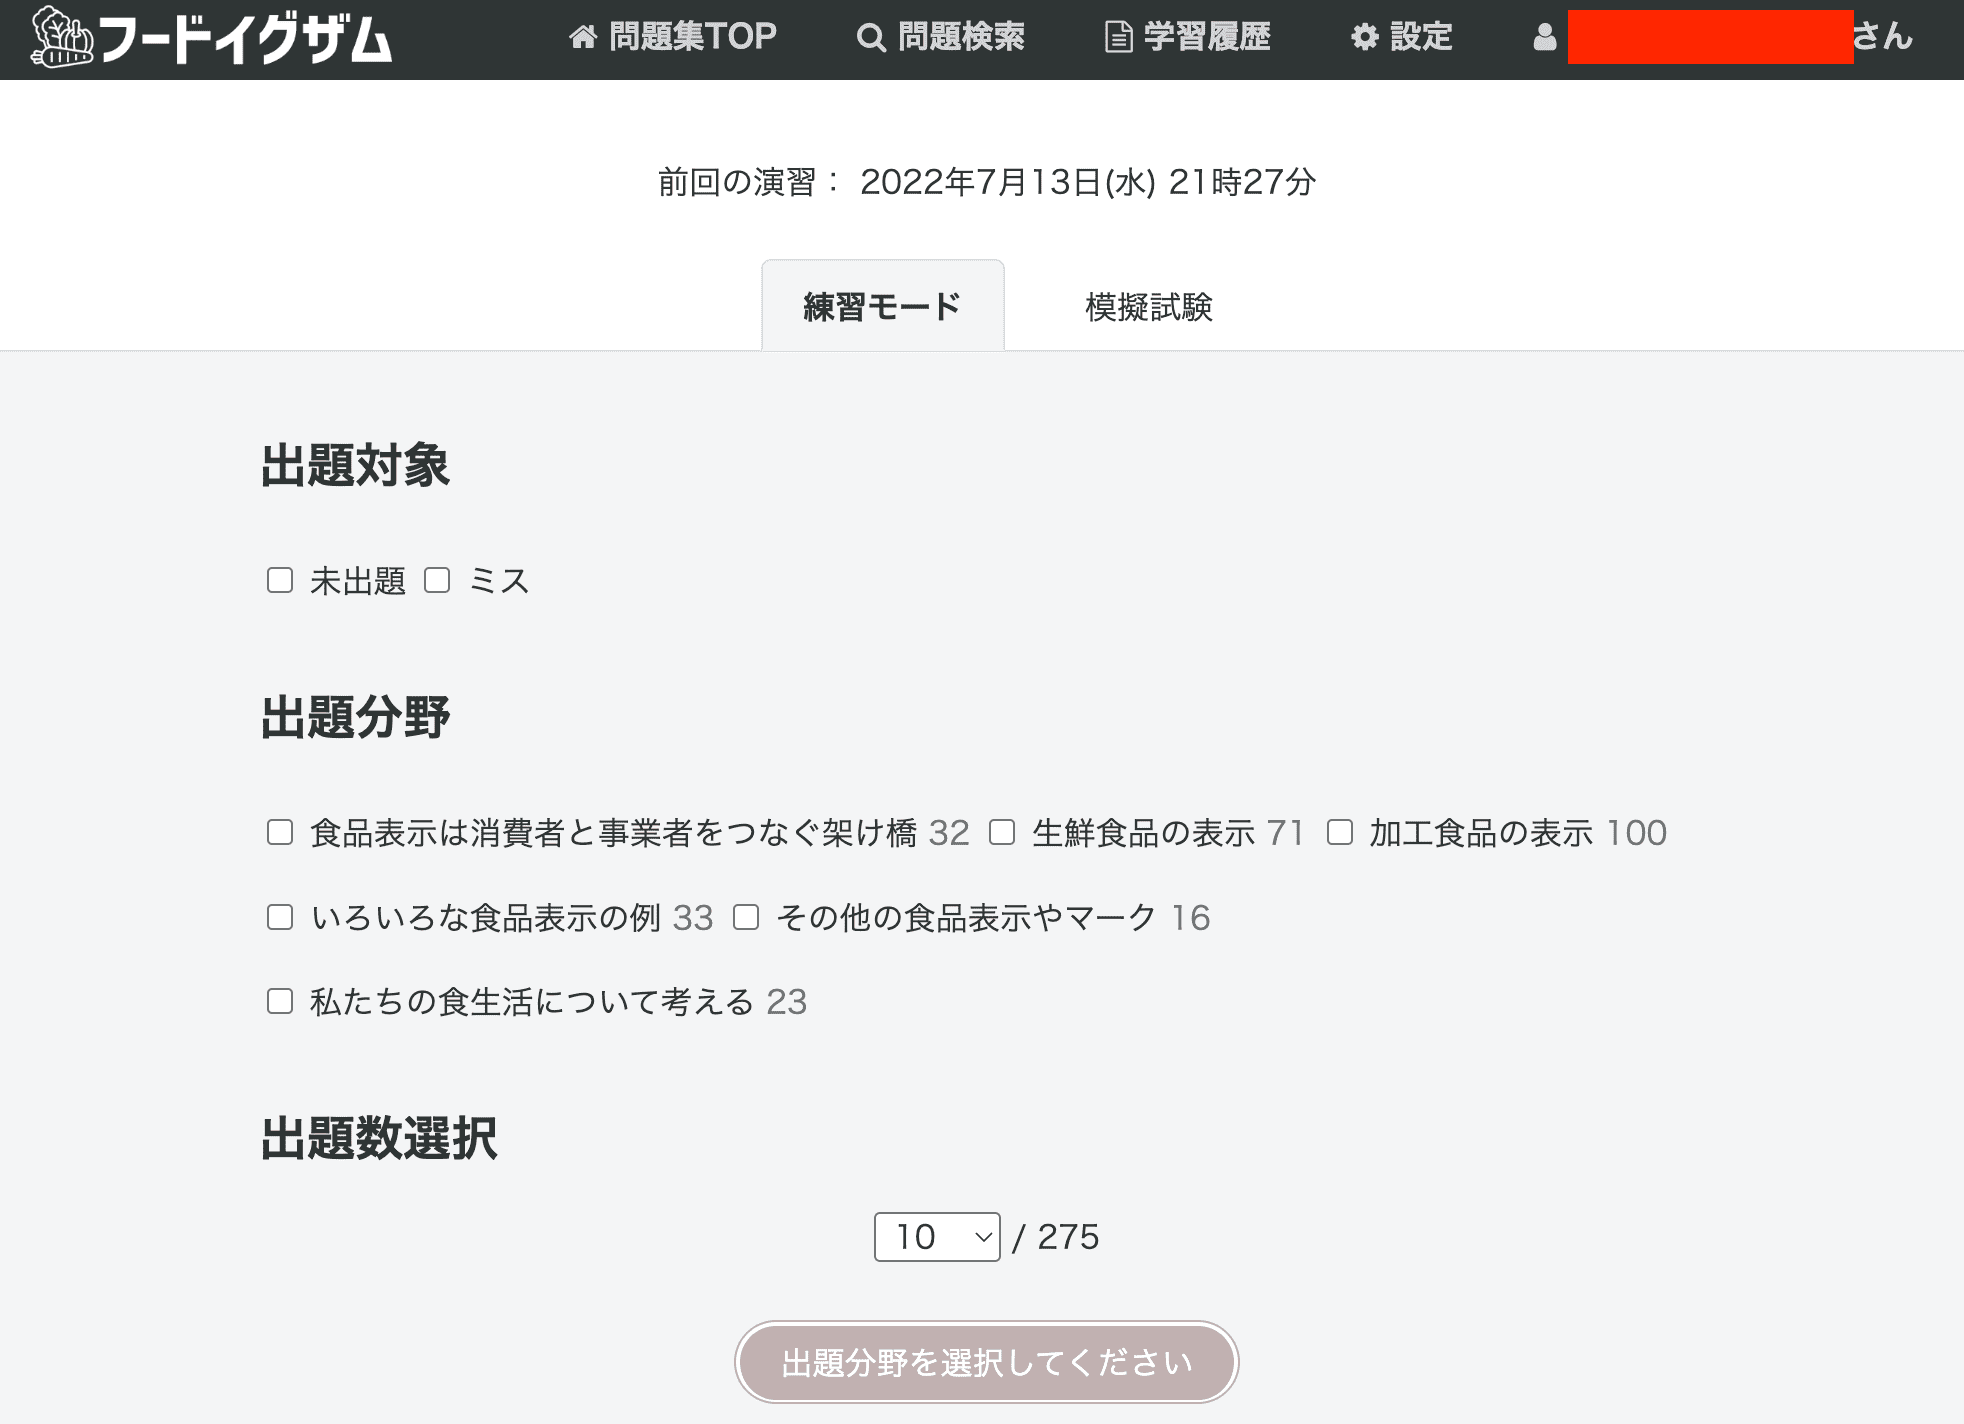 フードイグザム 問題集TOP 問題検索 学習履歴 設定 さん
前回の演習： 2022年7月13日(水) 21時27分
練習モード 模擬試験
出題対象
未出題 ミス
出題分野
食品表示は消費者と事業者をつなぐ架け橋 32 生鮮食品の表示 71 加工食品の表示 100
いろいろな食品表示の例 33 その他の食品表示やマーク 16
私たちの食生活について考える 23
出題数選択
10 / 275
出題分野を選択してください